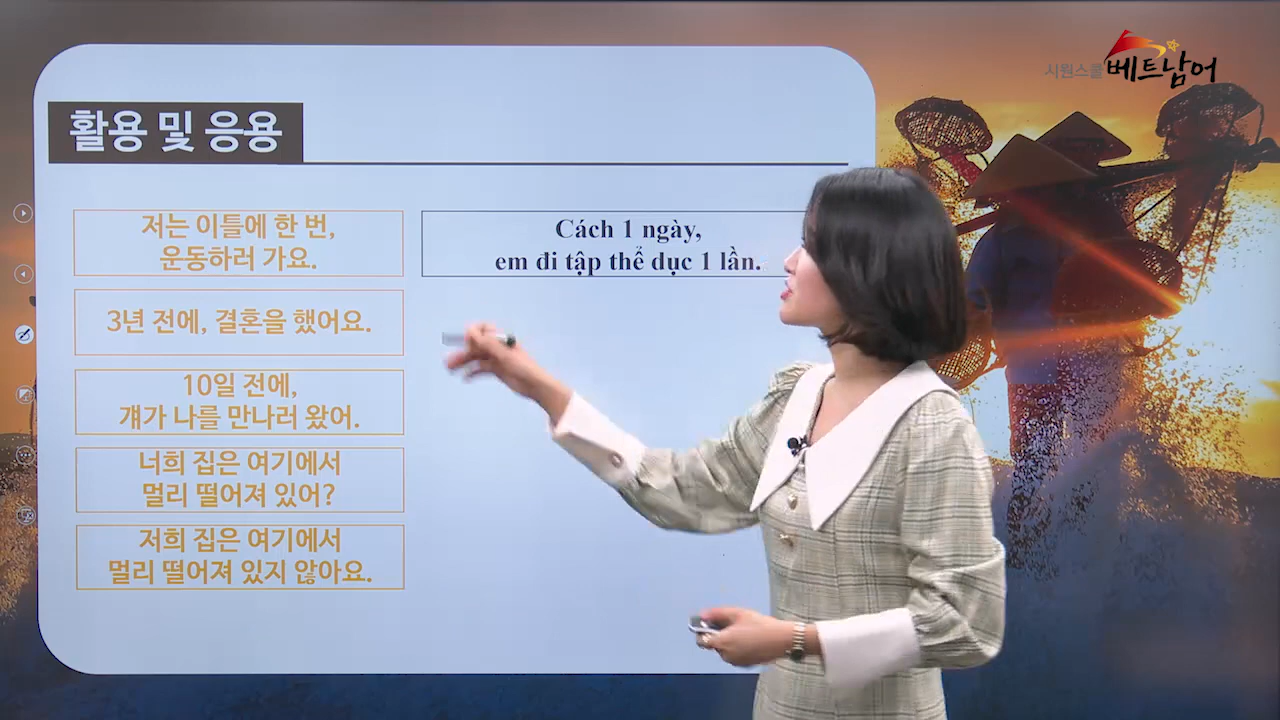 시원스쿨 베트남어
활용 및 응용
저는 이틀에 한 번,
운동하러 가요.
Cách 1 ngày,
em đi tập thể dục 1 lần.
3년 전에, 결혼을 했어요.
10일 전에,
걔가 나를 만나러 왔어.
너희 집은 여기에서
멀리 떨어져 있어?
저희 집은 여기에서
멀리 떨어져 있지 않아요.